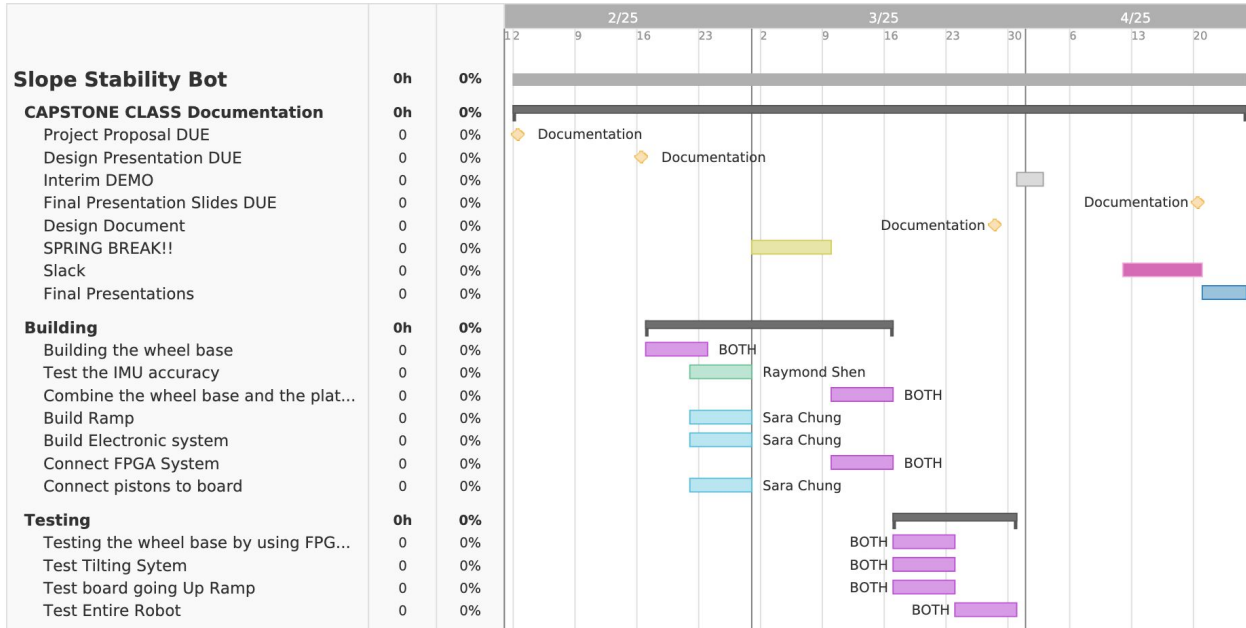 2/25 3/25 4/25
12 9 16 23 2 9 16 23 30 6 13 20
Slope Stability Bot 0h 0%
CAPSTONE CLASS Documentation 0h 0%
Project Proposal DUE 0 0% Documentation
Design Presentation DUE 0 0% Documentation
Interim DEMO 0 0%
Final Presentation Slides DUE 0 0% Documentation
Design Document 0 0% Documentation
SPRING BREAK!! 0 0%
Slack 0 0%
Final Presentations 0 0%
Building 0h 0%
Building the wheel base 0 0% BOTH
Test the IMU accuracy 0 0% Raymond Shen
Combine the wheel base and the plat... 0 0% BOTH
Build Ramp 0 0% Sara Chung
Build Electronic system 0 0% Sara Chung
Connect FPGA System 0 0% BOTH
Connect pistons to board 0 0% Sara Chung
Testing 0h 0%
Testing the wheel base by using FPG... 0 0% BOTH
Test Tilting Sytem 0 0% BOTH
Test board going Up Ramp 0 0% BOTH
Test Entire Robot 0 0% BOTH